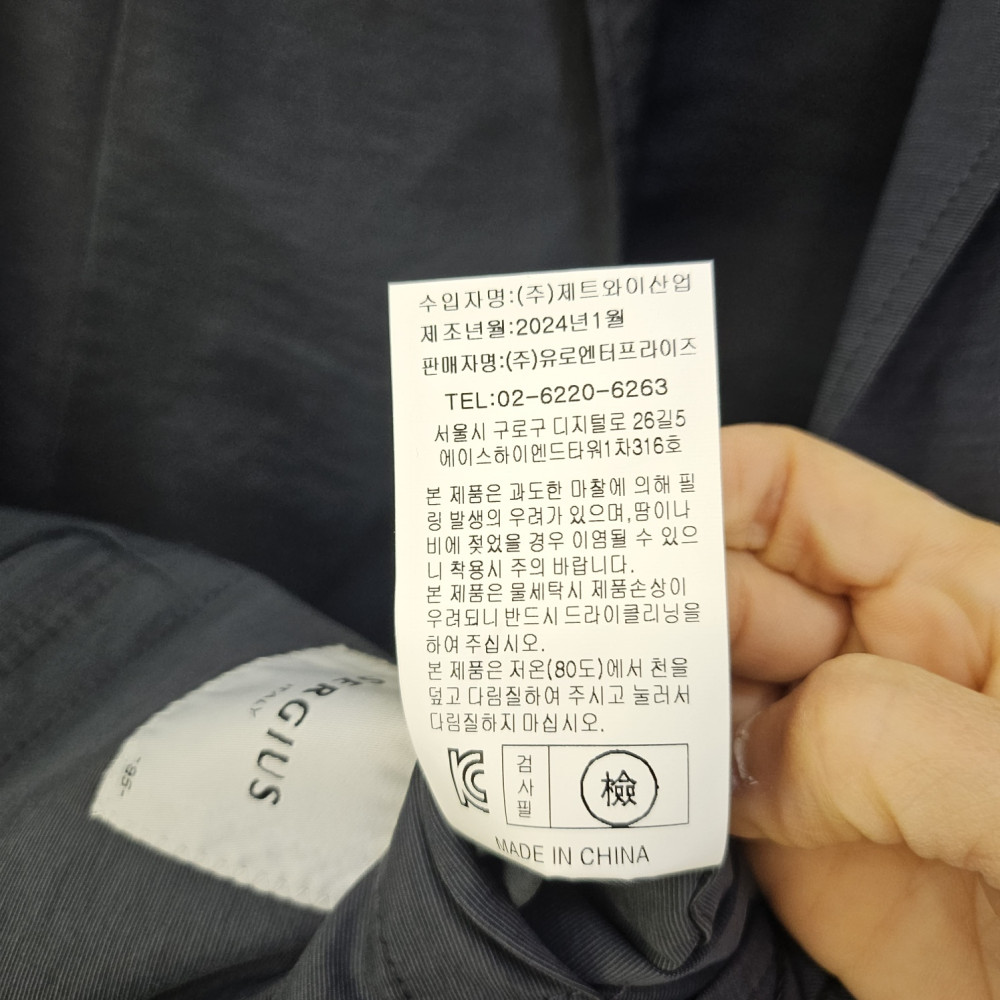 수입자명:(주)제트와이산업
제조년월:2024년1월
판매자명:(주)유로엔터프라이즈
TEL:02-6220-6263
서울시 구로구 디지털로 26길5
에이스하이엔드타워1차316호
본 제품은 과도한 마찰에 의해 필
링 발생의 우려가 있으며,땀이나
비에 젖었을 경우 이염될 수 있으
니 착용시 주의 바랍니다.
본 제품은 물세탁시 제품손상이
우려되니 반드시 드라이클리닝을
하여 주십시오.
본 제품은 저온(80도)에서 천을
덮고 다림질하여 주시고 눌러서
다림질하지 마십시오.
KC
검사필
檢
MADE IN CHINA
SERGIUS
ITALY
"95"